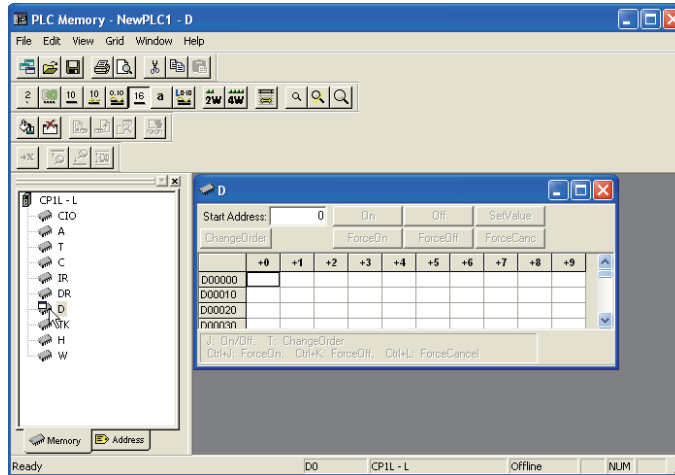 PLC Memory - NewPLC1 - D
File Edit View Grid Window Help
2 10 10 0.10 16 a 2W 4W
CP1L - L
CIO
A
T
C
IR
DR
D
TK
H
W
Memory Address
D
Start Address: 0 On Off SetValue
ChangeOrder ForceOn ForceOff ForceCanc
+0 +1 +2 +3 +4 +5 +6 +7 +8 +9
D00000
D00010
D00020
D00030
J: On/Off, T: ChangeOrder
Ctrl+J: ForceOn, Ctrl+K: ForceOff, Ctrl+L: ForceCancel
Ready D0 CP1L - L Offline NUM